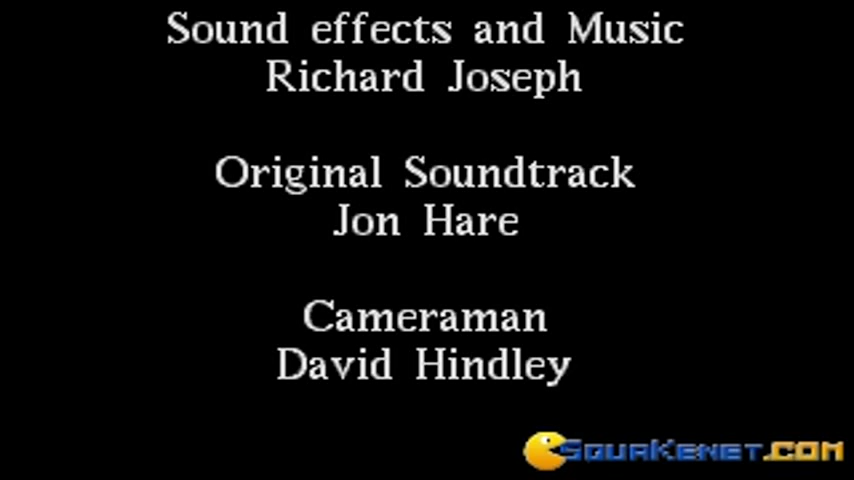 Sound effects and Music
Richard Joseph
Original Soundtrack
Jon Hare
Cameraman
David Hindley
SquaKenet.com